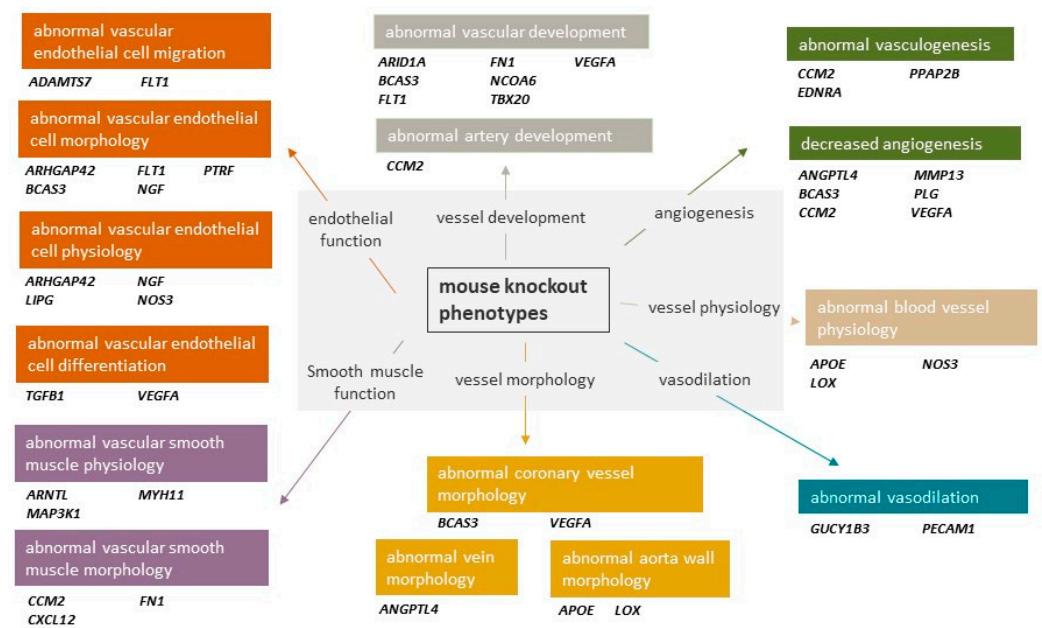 abnormal vascular
endothelial cell migration
ADAMTS7 FLT1
abnormal vascular endothelial
cell morphology
ARHGAP42 FLT1 PTRF
BCAS3 NGF
abnormal vascular endothelial
cell physiology
ARHGAP42 NGF
LIPG NOS3
abnormal vascular endothelial
cell differentiation
TGFB1 VEGFA
abnormal vascular smooth
muscle physiology
ARNTL MYH11
MAP3K1
abnormal vascular smooth
muscle morphology
CCM2 FN1
CXCL12
abnormal vascular development
ARID1A FN1 VEGFA
BCAS3 NCOA6
FLT1 TBX20
abnormal artery development
CCM2
endothelial
function
vessel development
angiogenesis
mouse knockout
phenotypes
vessel physiology
Smooth muscle
function
vessel morphology
vasodilation
abnormal coronary vessel
morphology
BCAS3 VEGFA
abnormal vein
morphology
ANGPTL4
abnormal aorta wall
morphology
APOE LOX
abnormal vasculogenesis
CCM2 PPAP2B
EDNRA
decreased angiogenesis
ANGPTL4 MMP13
BCAS3 PLG
CCM2 VEGFA
abnormal blood vessel
physiology
APOE NOS3
LOX
abnormal vasodilation
GUCY1B3 PECAM1